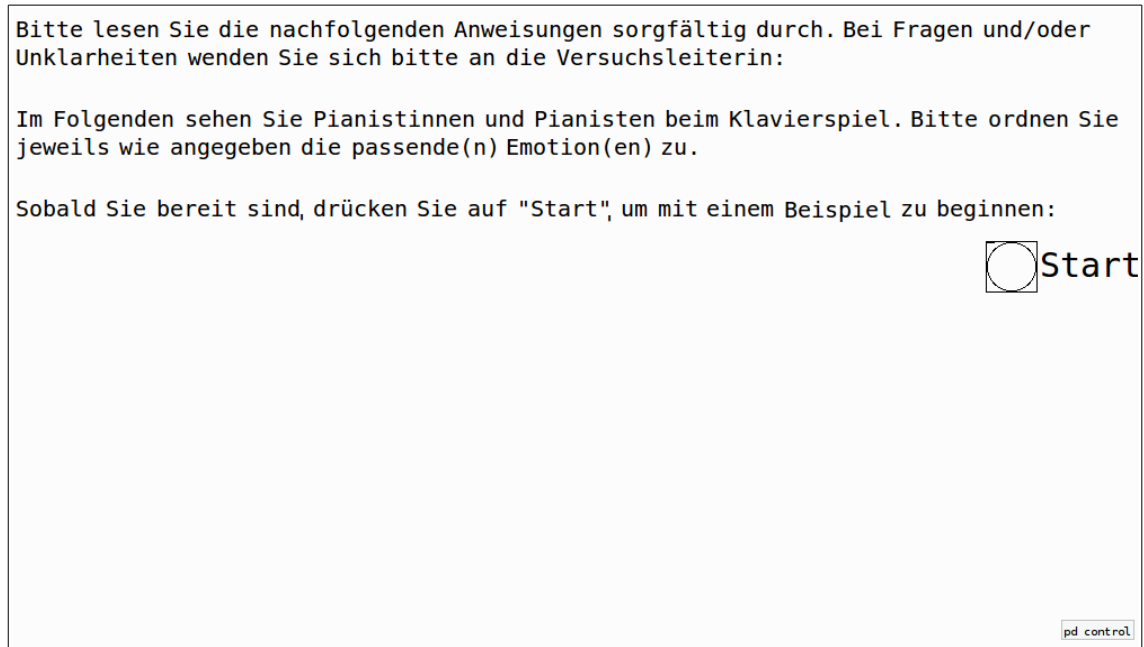 Bitte lesen Sie die nachfolgenden Anweisungen sorgfältig durch. Bei Fragen und/oder
Unklarheiten wenden Sie sich bitte an die Versuchsleiterin:
Im Folgenden sehen Sie Pianistinnen und Pianisten beim Klavierspiel. Bitte ordnen Sie
jeweils wie angegeben die passende(n) Emotion(en) zu.
Sobald Sie bereit sind, drücken Sie auf "Start", um mit einem Beispiel zu beginnen:
Start
pd control